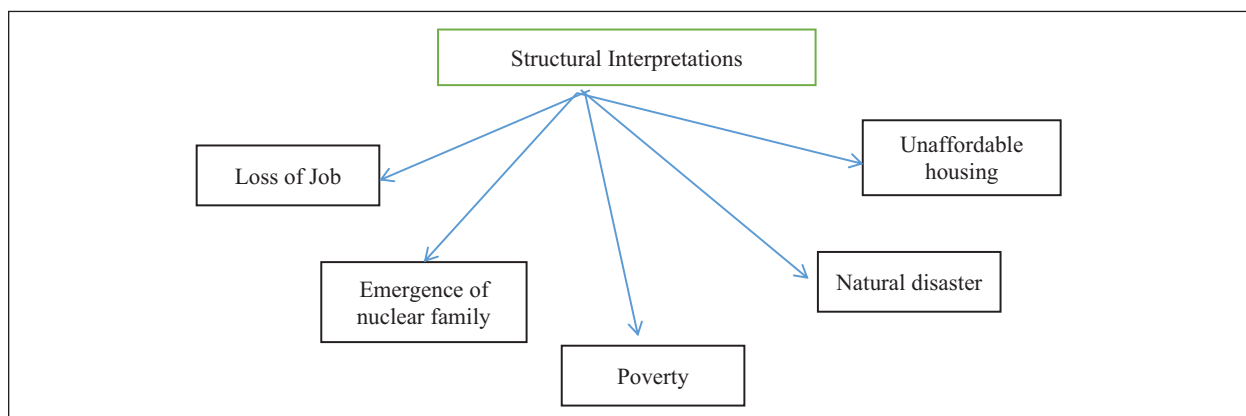 Structural Interpretations
Unaffordable
housing
Loss of Job
Emergence of
nuclear family
Natural disaster
Poverty